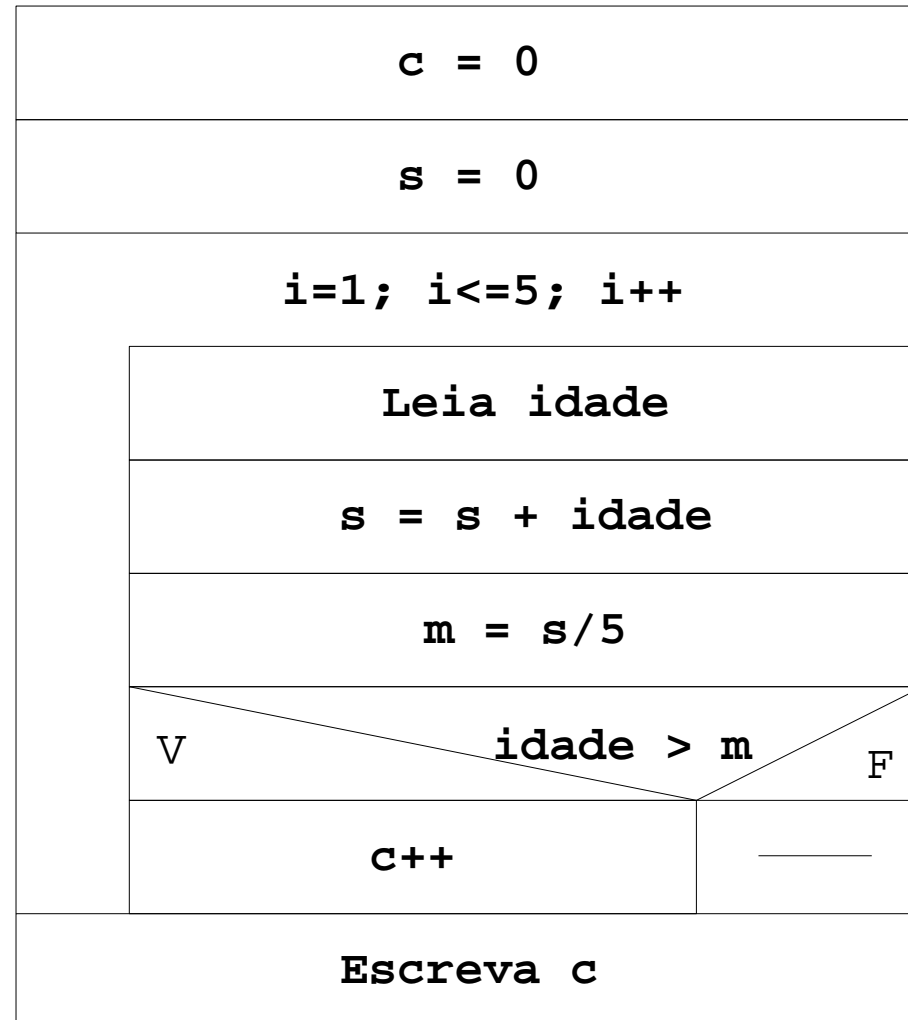 c = 0
s = 0
i=1; i<=5; i++
Leia idade
s = s + idade
m = s/5
V idade > m F
c++
Escreva c